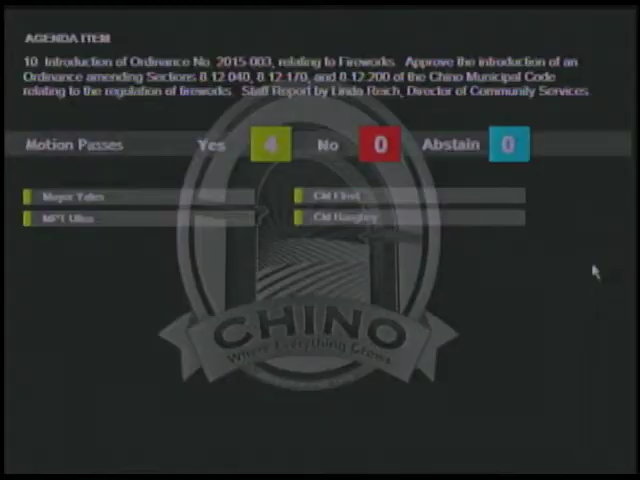 AGENDA ITEM
10 Introduction of Ordinance No. 2015-003, relating to Fireworks. Approve the introduction of an
Ordinance amending Sections 8.12.040, 8.12.170, and 8.12.200 of the Chino Municipal Code
relating to the regulation of fireworks. Staff Report by Linda Reich, Director of Community Services.
Motion Passes Yes 4 No 0 Abstain 0
Mayor Yates CM Elrod
MPT Ulloa CM Haughey
CHINO
Where Everything Grows